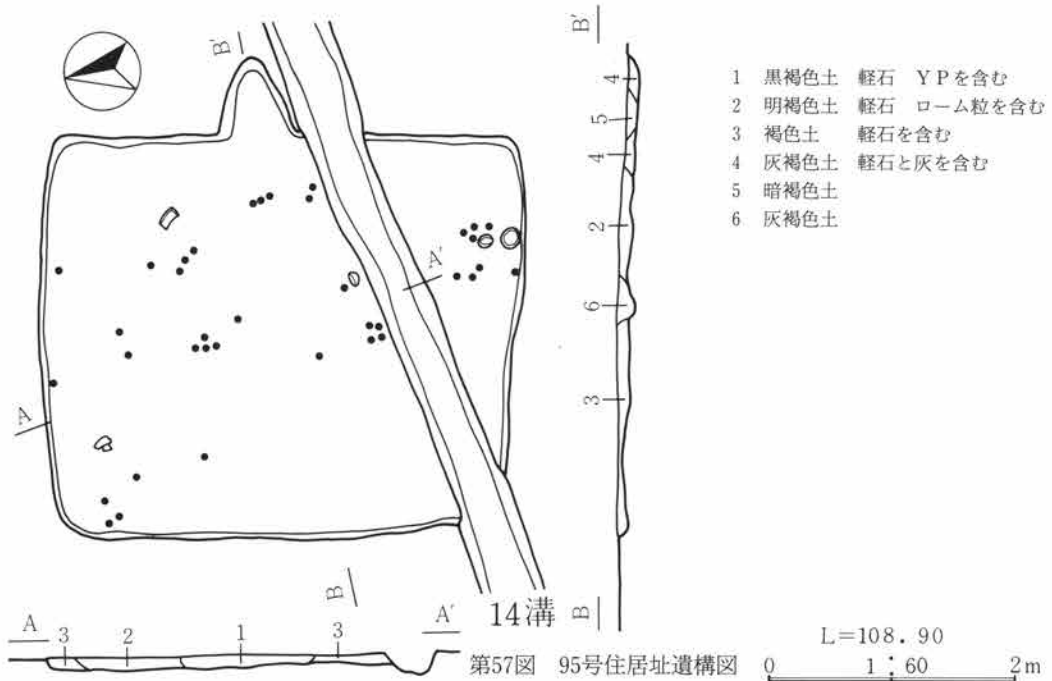 B'
B'
1 黒褐色土 軽石 YPを含む
2 明褐色土 軽石 ローム粒を含む
3 褐色土 軽石を含む
4 灰褐色土 軽石と灰を含む
5 暗褐色土
6 灰褐色土
4
5
4
2
6
3
A'
A
B
B
14溝
A
3
2
1
3
A'
L=108.90
第57図 95号住居址遺構図
0 1:60 2m